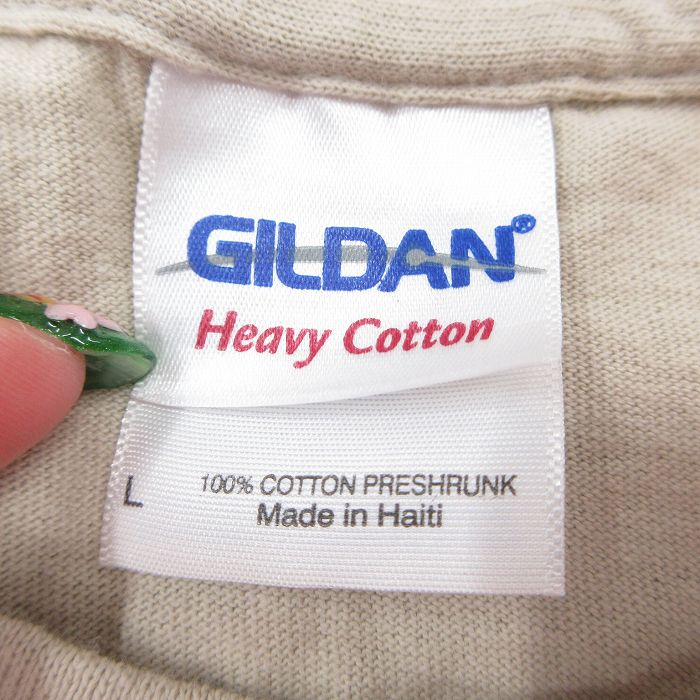 GILDAN®
Heavy Cotton
L
100% COTTON PRESHRUNK
Made in Haiti